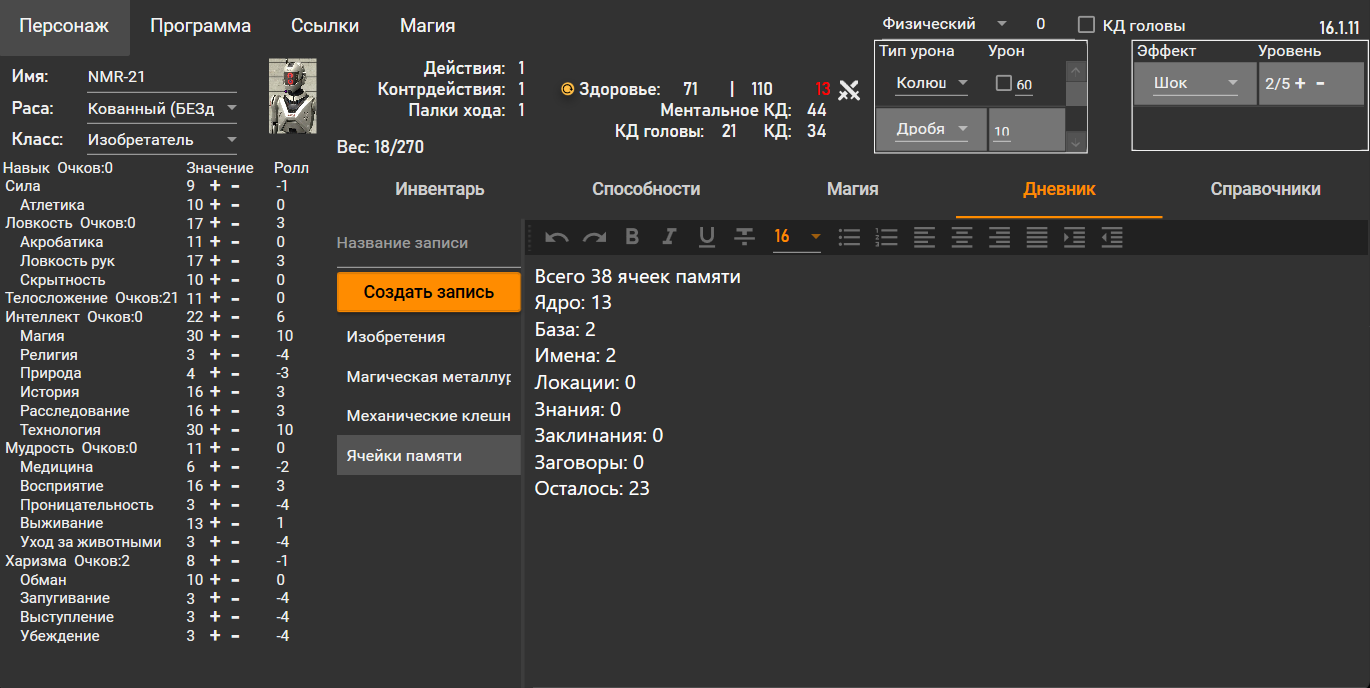 Персонаж Программа Ссылки Магия
Физический 0 КД головы 16.1.11
Имя: NMR-21
Раса: Кованный (БЕЗд
Класс: Изобретатель
Действия: 1
Контрдействия: 1
Палки хода: 1
Вес: 18/270
Здоровье: 71 | 110 13
Ментальное КД: 44
КД головы: 21 КД: 34
Тип урона Урон
Колюш 60
Дробя 10
Эффект Уровень
Шок 2/5 + -
Навык Очков:0 Значение Ролл
Сила 9 + - -1
Атлетика 10 + - 0
Ловкость Очков:0 17 + - 3
Акробатика 11 + - 0
Ловкость рук 17 + - 3
Скрытность 10 + - 0
Телосложение Очков:21 11 + - 0
Интеллект Очков:0 22 + - 6
Магия 30 + - 10
Религия 3 + - -4
Природа 4 + - -3
История 16 + - 3
Расследование 16 + - 3
Технология 30 + - 10
Мудрость Очков:0 11 + - 0
Медицина 6 + - -2
Восприятие 16 + - 3
Проницательность 3 + - -4
Выживание 13 + - 1
Уход за животными 3 + - -4
Харизма Очков:2 8 + - -1
Обман 10 + - 0
Запугивание 3 + - -4
Выступление 3 + - -4
Убеждение 3 + - -4
Инвентарь Способности Магия Дневник Справочники
Название записи
Создать запись
Изобретения
Магическая металлур
Механические клешн
Ячейки памяти
B I U T 16
Всего 38 ячеек памяти
Ядро: 13
База: 2
Имена: 2
Локации: 0
Знания: 0
Заклинания: 0
Заговоры: 0
Осталось: 23